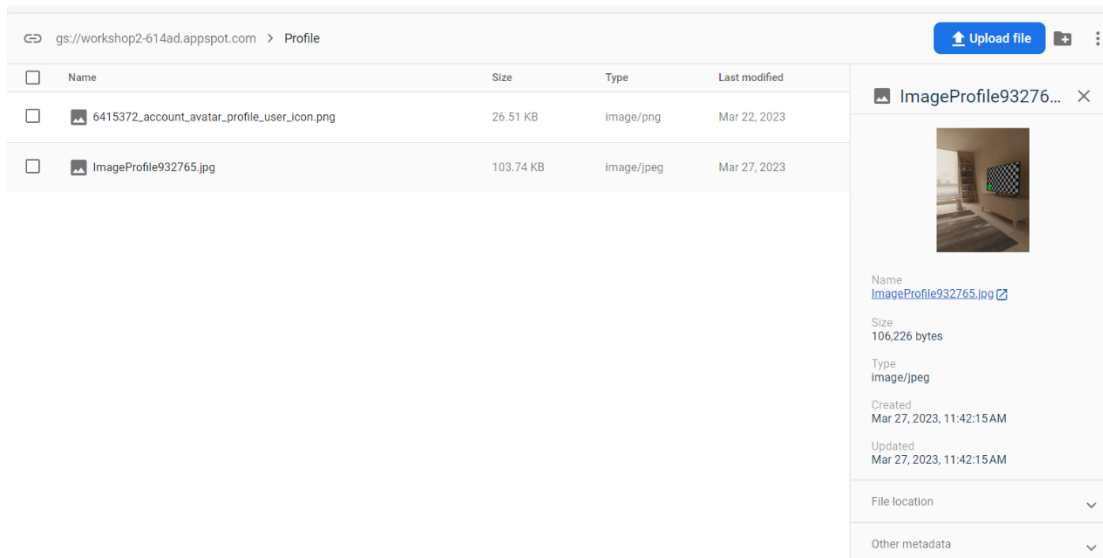 gs://workshop2-614ad.appspot.com > Profile
Upload file
Name Size Type Last modified
6415372_account_avatar_profile_user_icon.png 26.51 KB image/png Mar 22, 2023
ImageProfile932765.jpg 103.74 KB image/jpeg Mar 27, 2023
ImageProfile93276...
Name
ImageProfile932765.jpg
Size
106,226 bytes
Type
image/jpeg
Created
Mar 27, 2023, 11:42:15 AM
Updated
Mar 27, 2023, 11:42:15 AM
File location
Other metadata